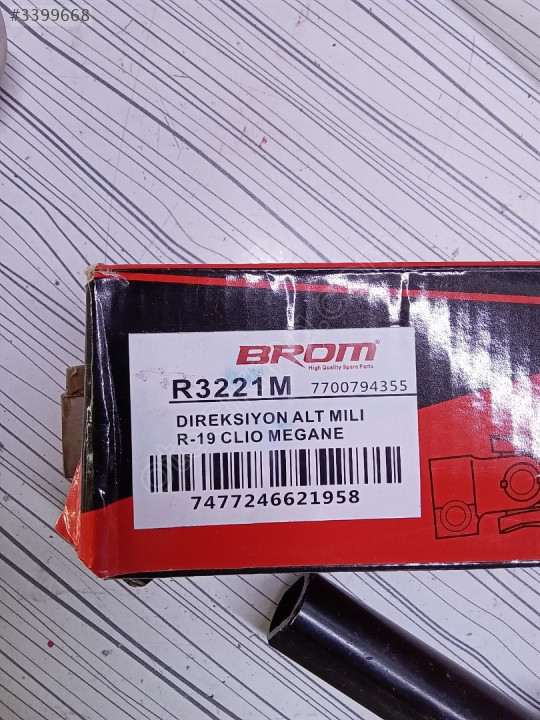 #3399668
BROM
High Quality Spare Parts
R3221M 7700794355
DIREKSIYON ALT MILI
R-19 CLIO MEGANE
7477246621958